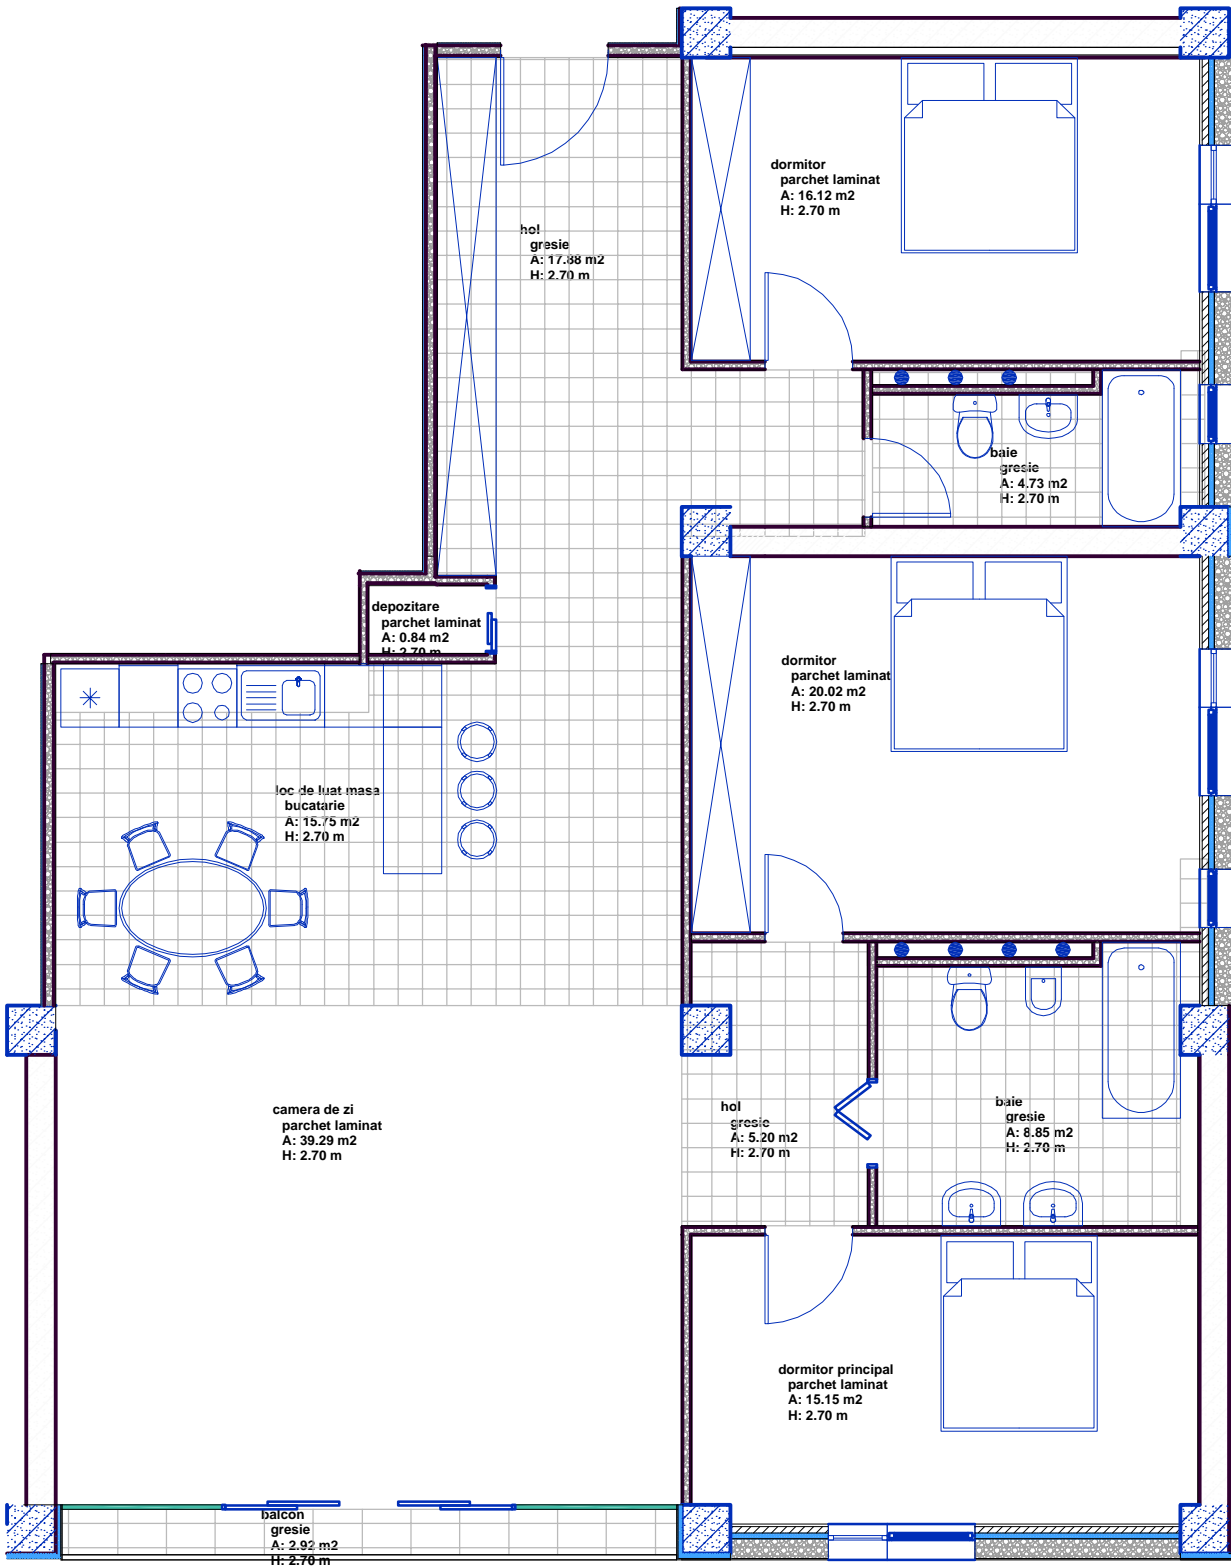 dormitor
parchet laminat
A: 16.12 m2
H: 2.70 m
hol
gresie
A: 17.88 m2
H: 2.70 m
baie
gresie
A: 4.73 m2
H: 2.70 m
depozitare
parchet laminat
A: 0.84 m2
H: 2.70 m
dormitor
parchet laminat
A: 20.02 m2
H: 2.70 m
loc de luat masa
bucatarie
A: 15.75 m2
H: 2.70 m
camera de zi
parchet laminat
A: 39.29 m2
H: 2.70 m
hol
gresie
A: 5.20 m2
H: 2.70 m
baie
gresie
A: 8.85 m2
H: 2.70 m
dormitor principal
parchet laminat
A: 15.15 m2
H: 2.70 m
balcon
gresie
A: 2.92 m2
H: 2.70 m